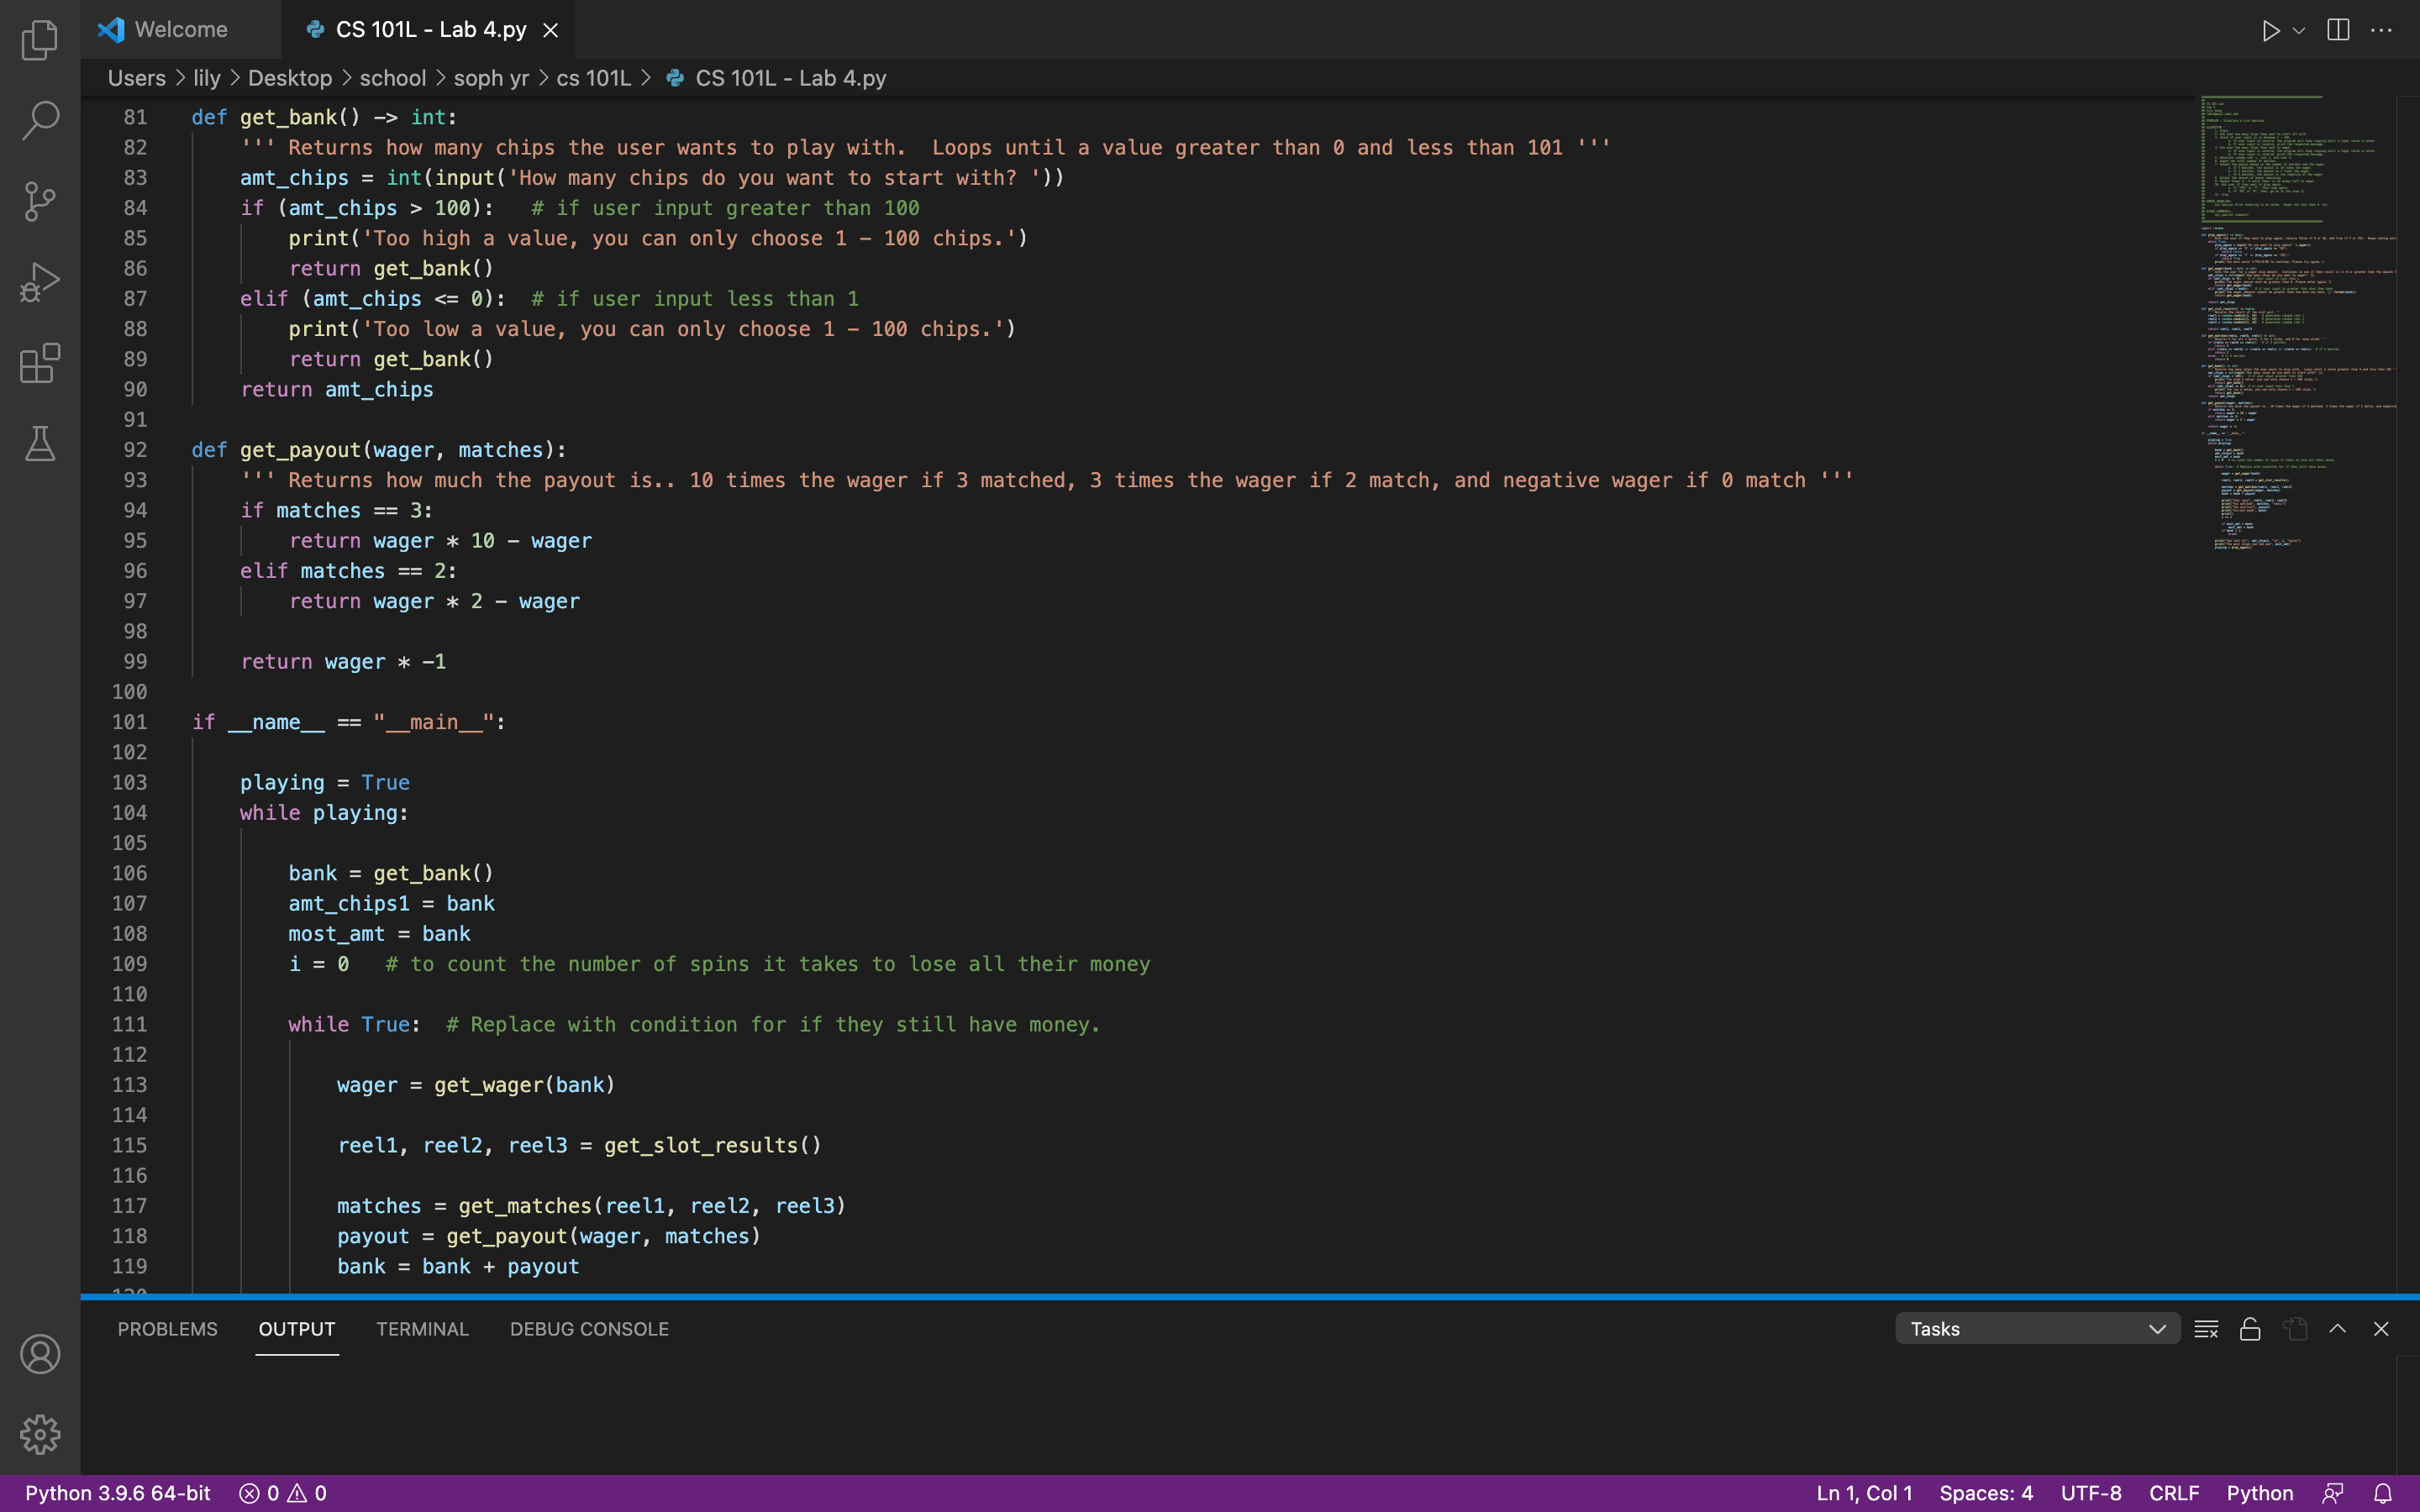 Welcome
CS 101L - Lab 4.py
Users > lily > Desktop > school > soph yr > cs 101L > CS 101L - Lab 4.py
81 def get_bank() -> int:
82     ''' Returns how many chips the user wants to play with.  Loops until a value greater than 0 and less than 101 '''
83     amt_chips = int(input('How many chips do you want to start with? '))
84     if (amt_chips > 100):   # if user input greater than 100
85         print('Too high a value, you can only choose 1 - 100 chips.')
86         return get_bank()
87     elif (amt_chips <= 0):  # if user input less than 1
88         print('Too low a value, you can only choose 1 - 100 chips.')
89         return get_bank()
90     return amt_chips
91
92 def get_payout(wager, matches):
93     ''' Returns how much the payout is.. 10 times the wager if 3 matched, 3 times the wager if 2 match, and negative wager if 0 match '''
94     if matches == 3:
95         return wager * 10 - wager
96     elif matches == 2:
97         return wager * 2 - wager
98
99     return wager * -1
100
101 if __name__ == "__main__":
102
103     playing = True
104     while playing:
105
106         bank = get_bank()
107         amt_chips1 = bank
108         most_amt = bank
109         i = 0   # to count the number of spins it takes to lose all their money
110
111         while True:  # Replace with condition for if they still have money.
112
113             wager = get_wager(bank)
114
115             reel1, reel2, reel3 = get_slot_results()
116
117             matches = get_matches(reel1, reel2, reel3)
118             payout = get_payout(wager, matches)
119             bank = bank + payout
PROBLEMS OUTPUT TERMINAL DEBUG CONSOLE
Tasks
Python 3.9.6 64-bit 0 0
Ln 1, Col 1 Spaces: 4 UTF-8 CRLF Python